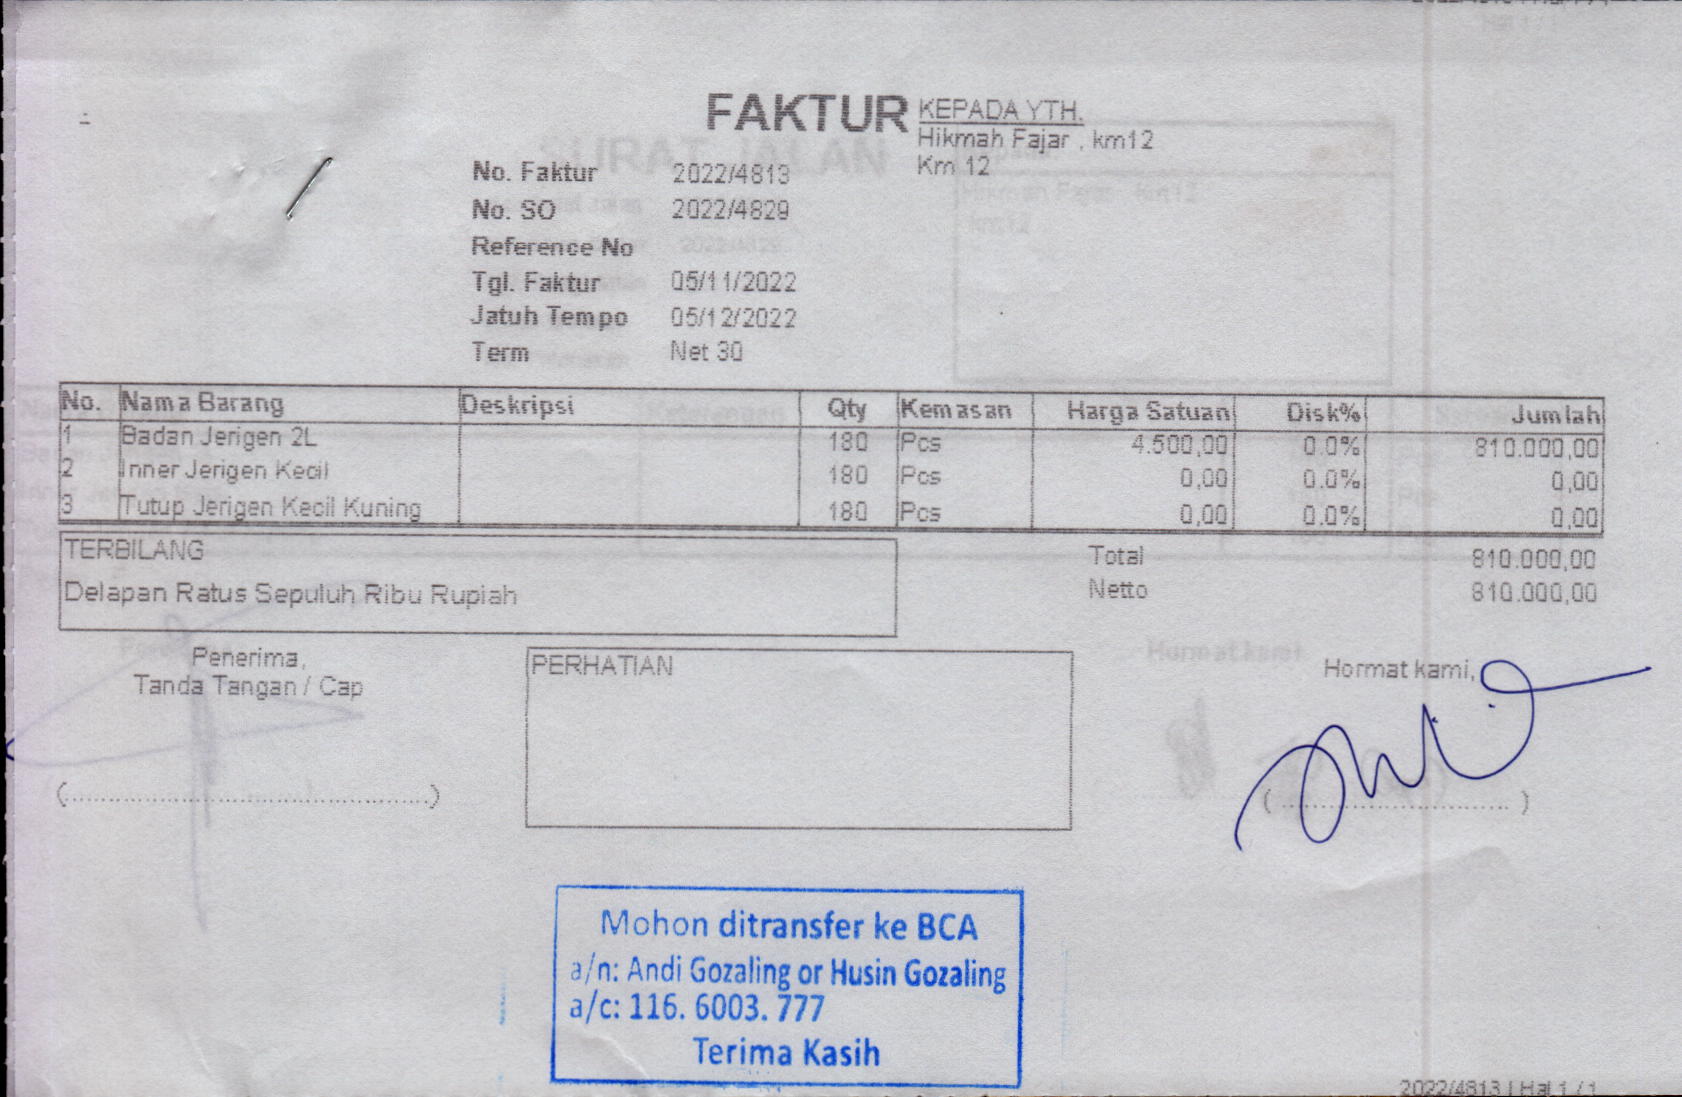 FAKTUR
KEPADA YTH.
Hikmah Fajar , km12
Km 12
No. Faktur 2022/4813
No. SO 2022/4829
Reference No
Tgl. Faktur 05/11/2022
Jatuh Tempo 05/12/2022
Term Net 30
No. Nama Barang Deskripsi Qty Kemasan Harga Satuan Disk% Jumlah
1 Badan Jerigen 2L 180 Pcs 4.500,00 0.0% 810.000,00
2 Inner Jerigen Kecil 180 Pcs 0,00 0.0% 0,00
3 Tutup Jerigen Kecil Kuning 180 Pcs 0,00 0.0% 0,00
TERBILANG
Delapan Ratus Sepuluh Ribu Rupiah
Total 810.000,00
Netto 810.000,00
Penerima,
Tanda Tangan / Cap
PERHATIAN
Hormat kami,
(........................................)
(........................................)
Mohon ditransfer ke BCA
a/n: Andi Gozaling or Husin Gozaling
a/c: 116. 6003. 777
Terima Kasih
2022/4813 | Hal 1 / 1